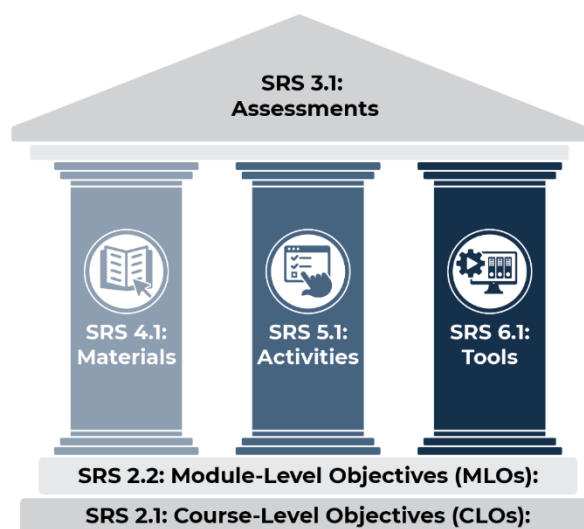 SRS 3.1:
Assessments
SRS 4.1:
Materials
SRS 5.1:
Activities
SRS 6.1:
Tools
SRS 2.2: Module-Level Objectives (MLOs):
SRS 2.1: Course-Level Objectives (CLOs):